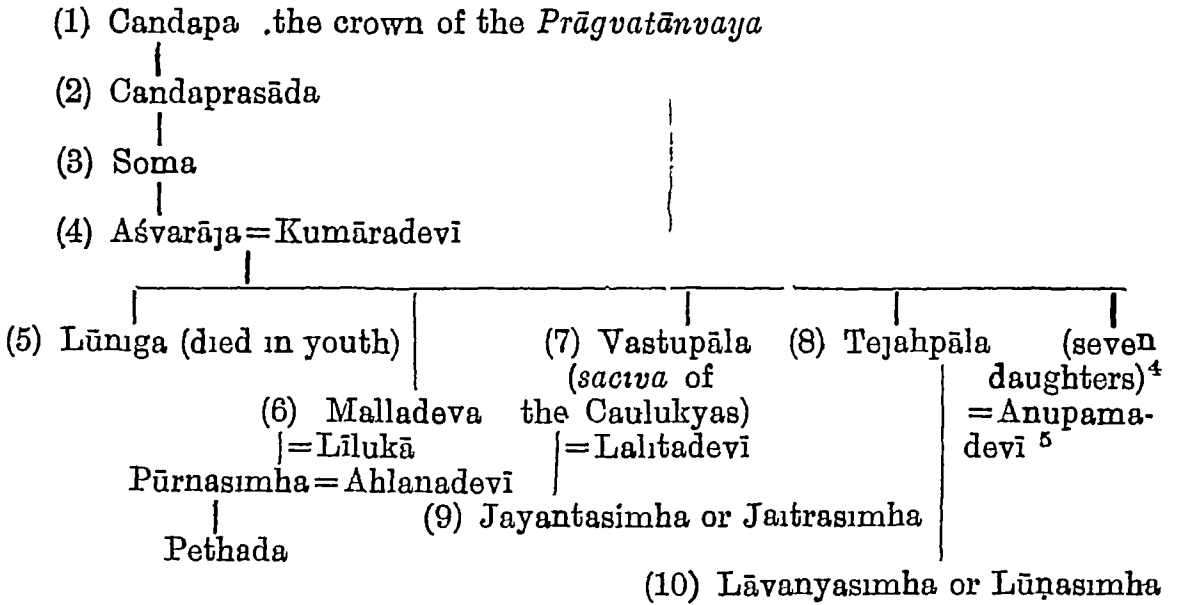 (1) Candapa .the crown of the Prāgvatānvaya
(2) Candaprasāda
(3) Soma
(4) Aśvarāja=Kumāradevī
(5) Lūniga (died in youth) (7) Vastupāla (8) Tejahpāla (seven
(saciva of daughters)⁴
(6) Malladeva the Caulukyas) =Anupama-
=Līlukā =Lalitadevī devī ⁵
Pūrnasimha=Ahlanadevī
(9) Jayantasimha or Jaitrasimha
Pethada
(10) Lāvanyasimha or Lūṇasimha